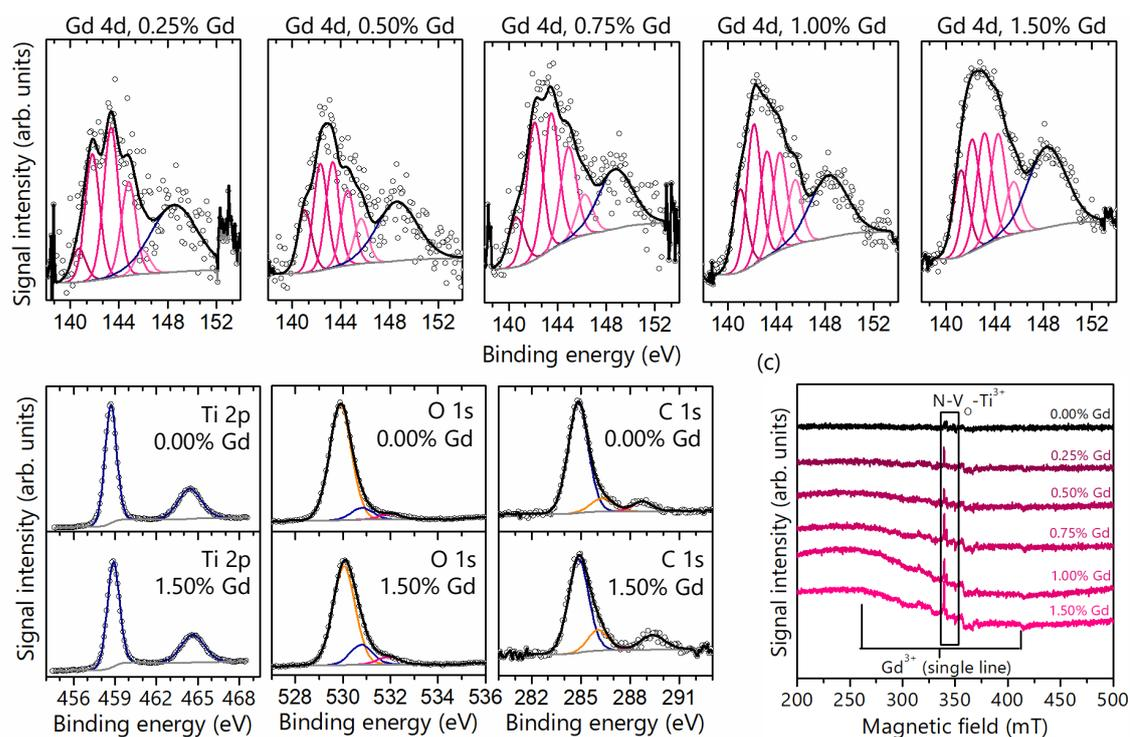 Gd 4d, 0.25% Gd
Gd 4d, 0.50% Gd
Gd 4d, 0.75% Gd
Gd 4d, 1.00% Gd
Gd 4d, 1.50% Gd
Signal intensity (arb. units)
140 144 148 152
140 144 148 152
140 144 148 152
140 144 148 152
140 144 148 152
Binding energy (eV)
(c)
Signal intensity (arb. units)
Ti 2p
0.00% Gd
O 1s
0.00% Gd
C 1s
0.00% Gd
Signal intensity (arb. units)
Ti 2p
1.50% Gd
O 1s
1.50% Gd
C 1s
1.50% Gd
456 459 462 465 468
Binding energy (eV)
528 530 532 534 536
Binding energy (eV)
282 285 288 291
Binding energy (eV)
Signal intensity (arb. units)
N-VO-Ti3+
0.00% Gd
0.25% Gd
0.50% Gd
0.75% Gd
1.00% Gd
1.50% Gd
Gd3+ (single line)
200 250 300 350 400 450 500
Magnetic field (mT)